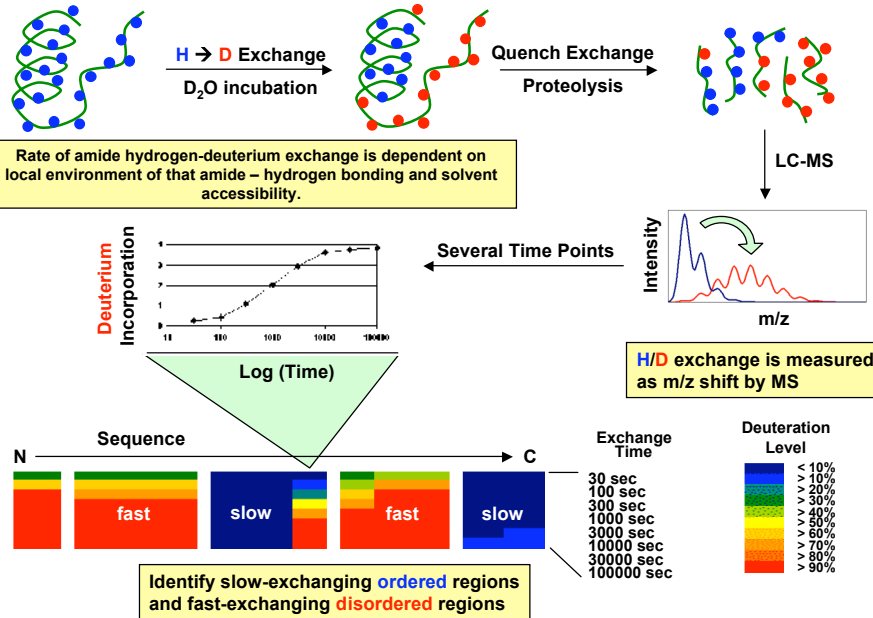 H → D Exchange
D2O incubation
Quench Exchange
Proteolysis
Rate of amide hydrogen-deuterium exchange is dependent on
local environment of that amide – hydrogen bonding and solvent
accessibility.
LC-MS
Deuterium
Incorporation
Log (Time)
Several Time Points
Intensity
m/z
H/D exchange is measured
as m/z shift by MS
N
Sequence
C
fast
slow
fast
slow
Exchange
Time
30 sec
100 sec
300 sec
1000 sec
3000 sec
10000 sec
30000 sec
100000 sec
Deuteration
Level
< 10%
> 10%
> 20%
> 30%
> 40%
> 50%
> 60%
> 70%
> 80%
> 90%
Identify slow-exchanging ordered regions
and fast-exchanging disordered regions